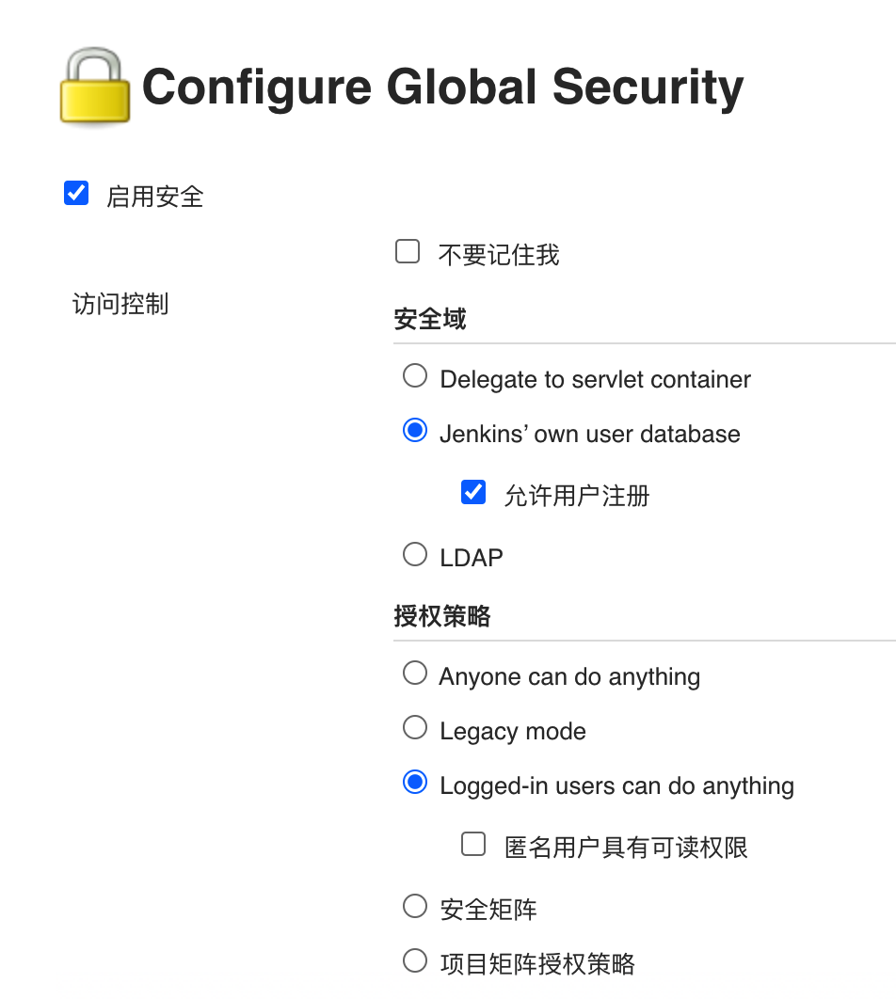 Configure Global Security
启用安全
不要记住我
访问控制
安全域
Delegate to servlet container
Jenkins’ own user database
允许用户注册
LDAP
授权策略
Anyone can do anything
Legacy mode
Logged-in users can do anything
匿名用户具有可读权限
安全矩阵
项目矩阵授权策略